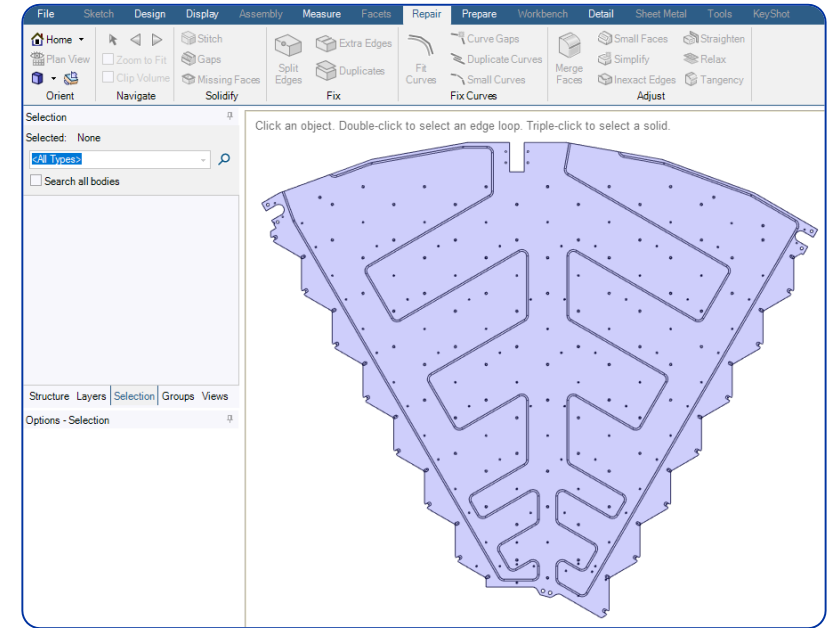 File Sketch Design Display Assembly Measure Facets Repair Prepare Workbench Detail Sheet Metal Tools KeyShot
Home
Plan View
Orient
Zoom to Fit
Clip Volume
Navigate
Stitch
Gaps
Missing Faces
Solidify
Split
Edges
Extra Edges
Duplicates
Fix
Fit
Curves
Curve Gaps
Duplicate Curves
Small Curves
Fix Curves
Merge
Faces
Small Faces
Simplify
Inexact Edges
Straighten
Relax
Tangency
Adjust
Selection
Selected: None
<All Types>
Search all bodies
Structure Layers Selection Groups Views
Options - Selection
Click an object. Double-click to select an edge loop. Triple-click to select a solid.